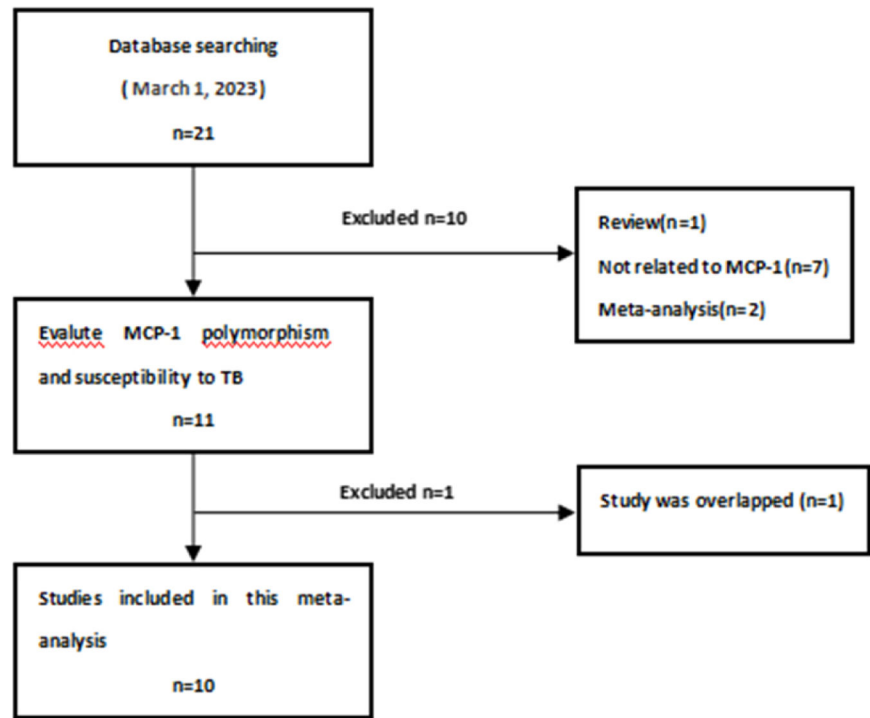 Database searching
( March 1, 2023)
n=21
Excluded n=10
Review(n=1)
Not related to MCP-1(n=7)
Meta-analysis(n=2)
Evalute MCP-1 polymorphism
and susceptibility to TB
n=11
Excluded n=1
Study was overlapped (n=1)
Studies included in this meta-
analysis
n=10